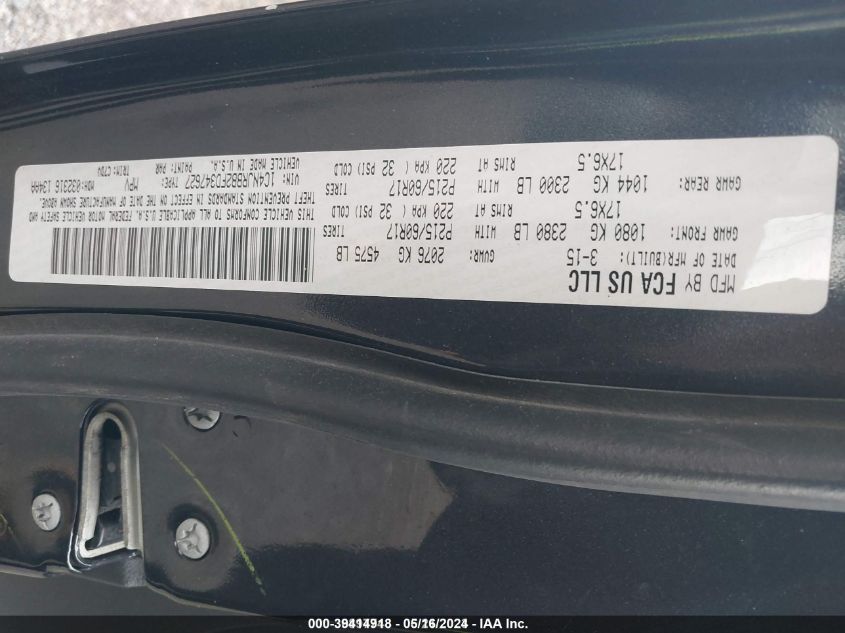 MFD BY FCA US LLC
DATE OF MFR(BUILT): 3-15 GVWR: 2076 KG 4575 LB
GAWR FRONT: 1080 KG 2380 LB WITH P215/60R17 TIRES
17X6.5 RIMS AT 220 KPA ( 32 PSI) COLD
GAWR REAR: 1044 KG 2300 LB WITH P215/60R17 TIRES
17X6.5 RIMS AT 220 KPA ( 32 PSI) COLD
THIS VEHICLE CONFORMS TO ALL APPLICABLE U.S.A. FEDERAL MOTOR VEHICLE SAFETY AND
THEFT PREVENTION STANDARDS IN EFFECT ON THE DATE OF MANUFACTURE SHOWN ABOVE.
VIN: 1C4NJRBB2FD347627 TYPE: MPV MDH:032316 134AA
VEHICLE MADE IN U.S.A. PAINT: PAR TRIM:CTDV
05/16/2024 - IAA Inc.